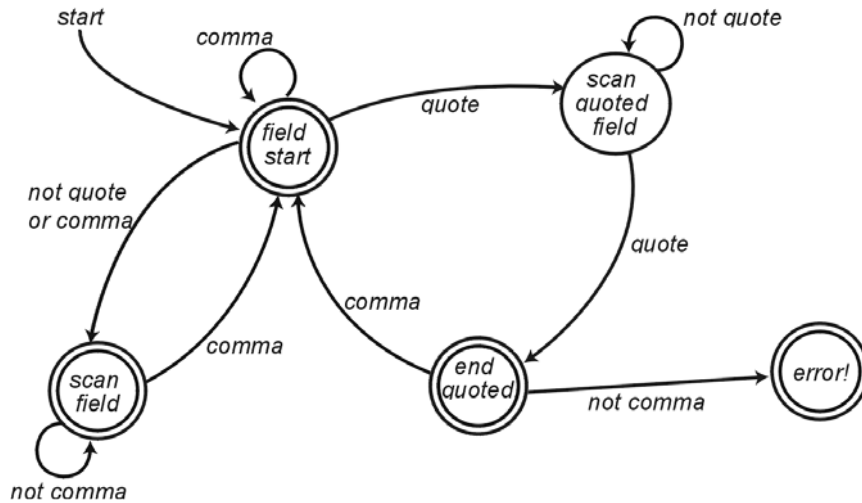 start
comma
not quote
scan
quoted
field
quote
field
start
not quote
or comma
quote
comma
comma
scan
field
end
quoted
error!
not comma
not comma